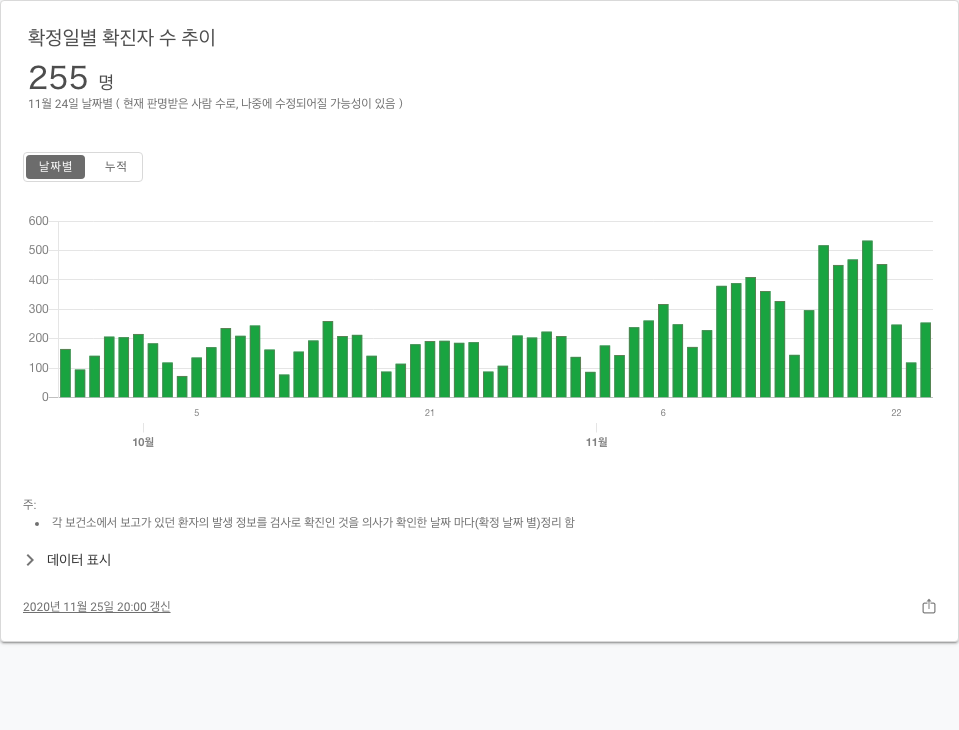 확정일별 확진자 수 추이
255 명
11월 24일 날짜별 ( 현재 판명받은 사람 수로, 나중에 수정되어질 가능성이 있음 )
날짜별 누적
600
500
400
300
200
100
0
5 21 6 22
10월 11월
주:
각 보건소에서 보고가 있던 환자의 발생 정보를 검사로 확진인 것을 의사가 확인한 날짜 마다(확정 날짜 별)정리 함
데이터 표시
2020년 11월 25일 20:00 갱신